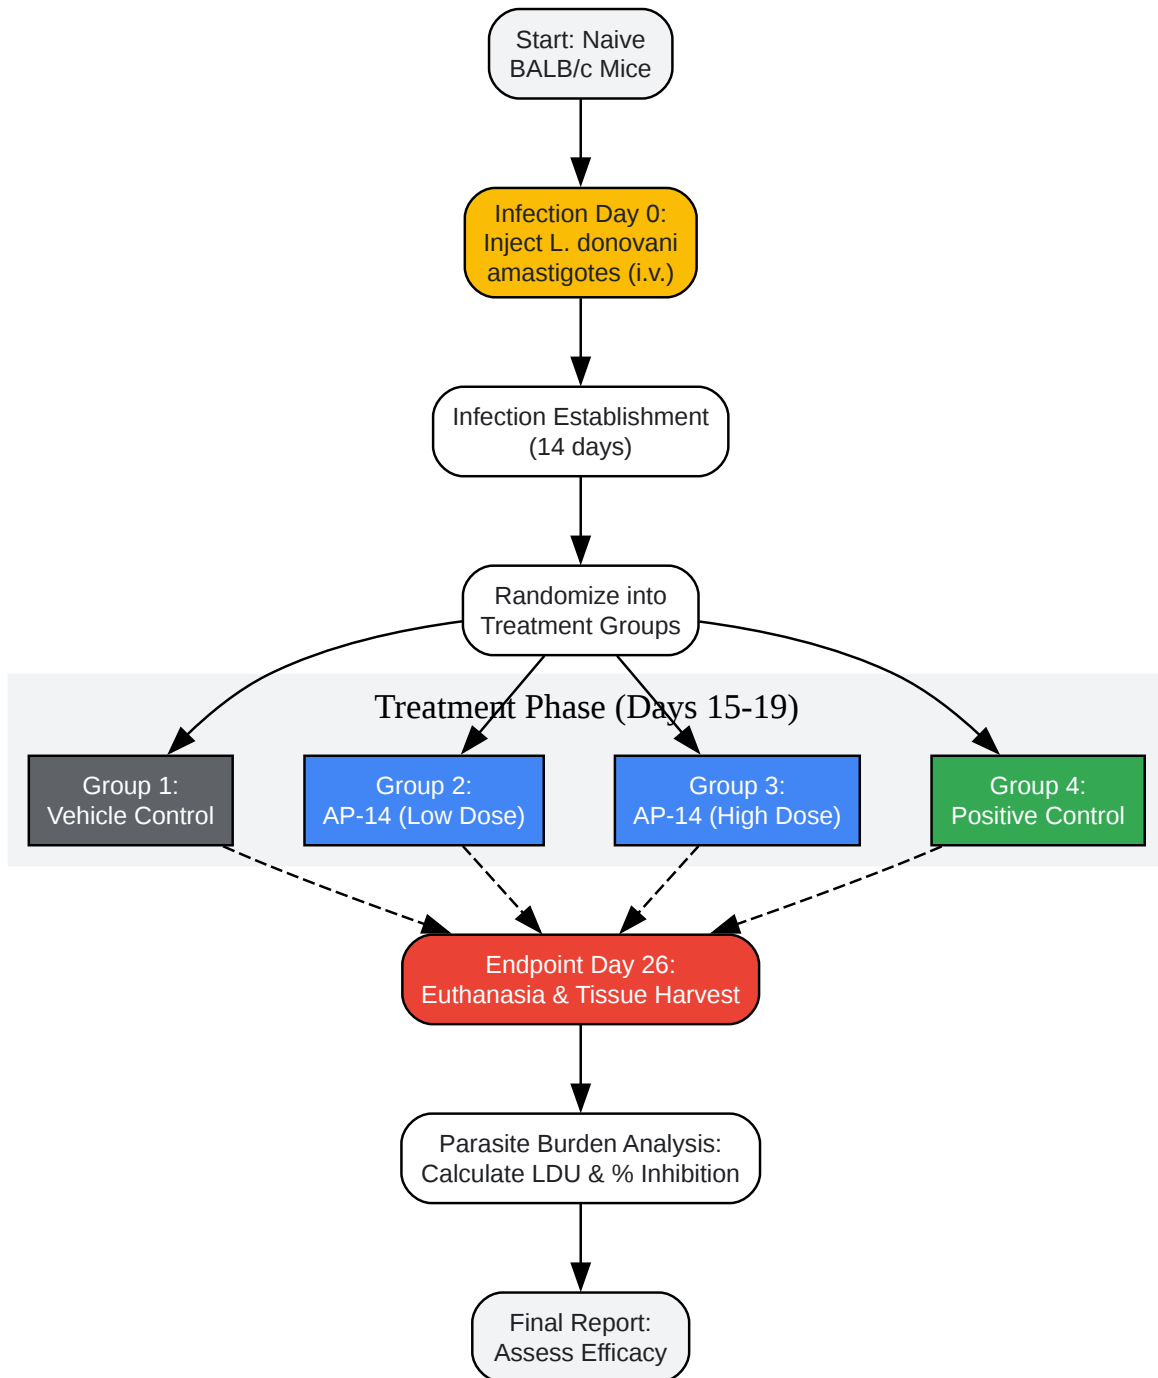 Start: Naive
BALB/c Mice
Infection Day 0:
Inject L. donovani
amastigotes (i.v.)
Infection Establishment
(14 days)
Randomize into
Treatment Groups
Treatment Phase (Days 15-19)
Group 1:
Vehicle Control
Group 2:
AP-14 (Low Dose)
Group 3:
AP-14 (High Dose)
Group 4:
Positive Control
Endpoint Day 26:
Euthanasia & Tissue Harvest
Parasite Burden Analysis:
Calculate LDU & % Inhibition
Final Report:
Assess Efficacy